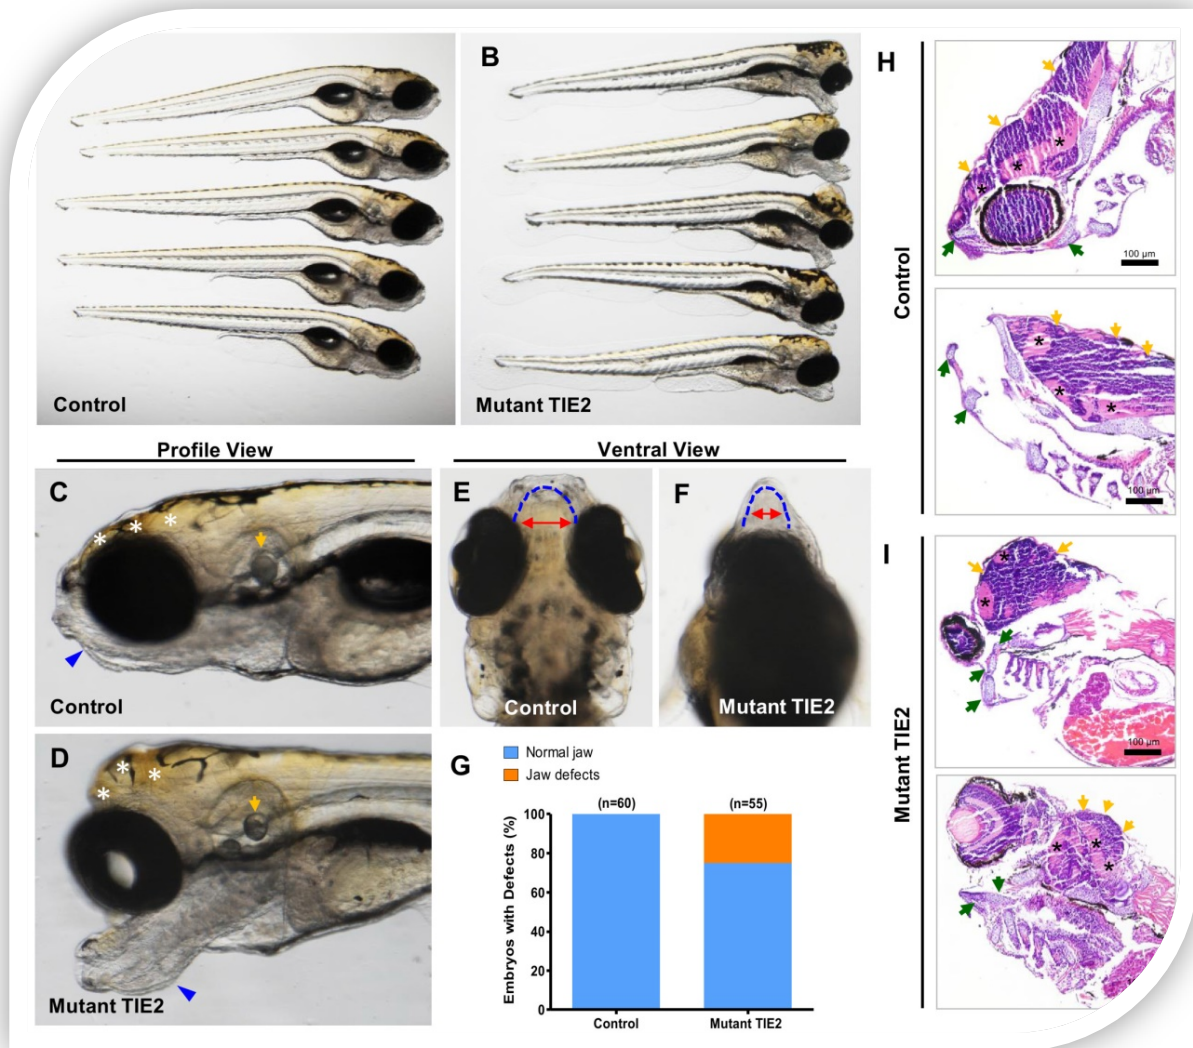 B
Control
Mutant TIE2
Profile View
Ventral View
C
Control
D
Mutant TIE2
E
Control
F
Mutant TIE2
G
Normal jaw
Jaw defects
(n=60)
(n=55)
Embryos with Defects (%)
100
80
60
40
20
0
Control
Mutant TIE2
H
Control
100 µm
100 µm
I
Mutant TIE2
100 µm